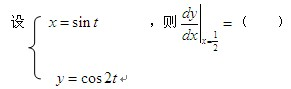 设 { x = sin t ，则 dy/dx |ₓ₌₁/₂ = （　）
y = cos 2t ↵